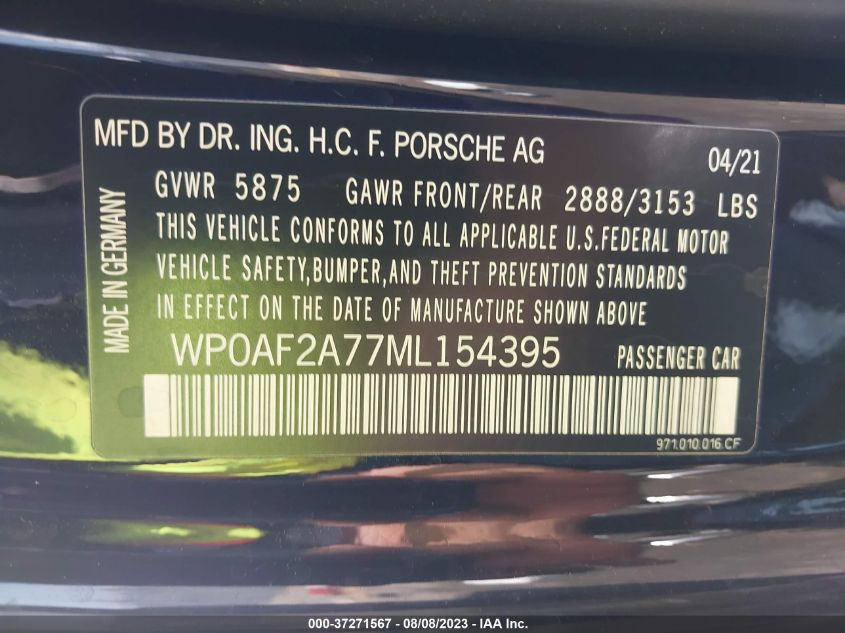 MFD BY DR. ING. H.C. F. PORSCHE AG 04/21
GVWR 5875 GAWR FRONT/REAR 2888/3153 LBS
THIS VEHICLE CONFORMS TO ALL APPLICABLE U.S.FEDERAL MOTOR
VEHICLE SAFETY,BUMPER,AND THEFT PREVENTION STANDARDS
IN EFFECT ON THE DATE OF MANUFACTURE SHOWN ABOVE
MADE IN GERMANY
WP0AF2A77ML154395 PASSENGER CAR
971.010.016.CF
000-37271567 - 08/08/2023 - IAA Inc.